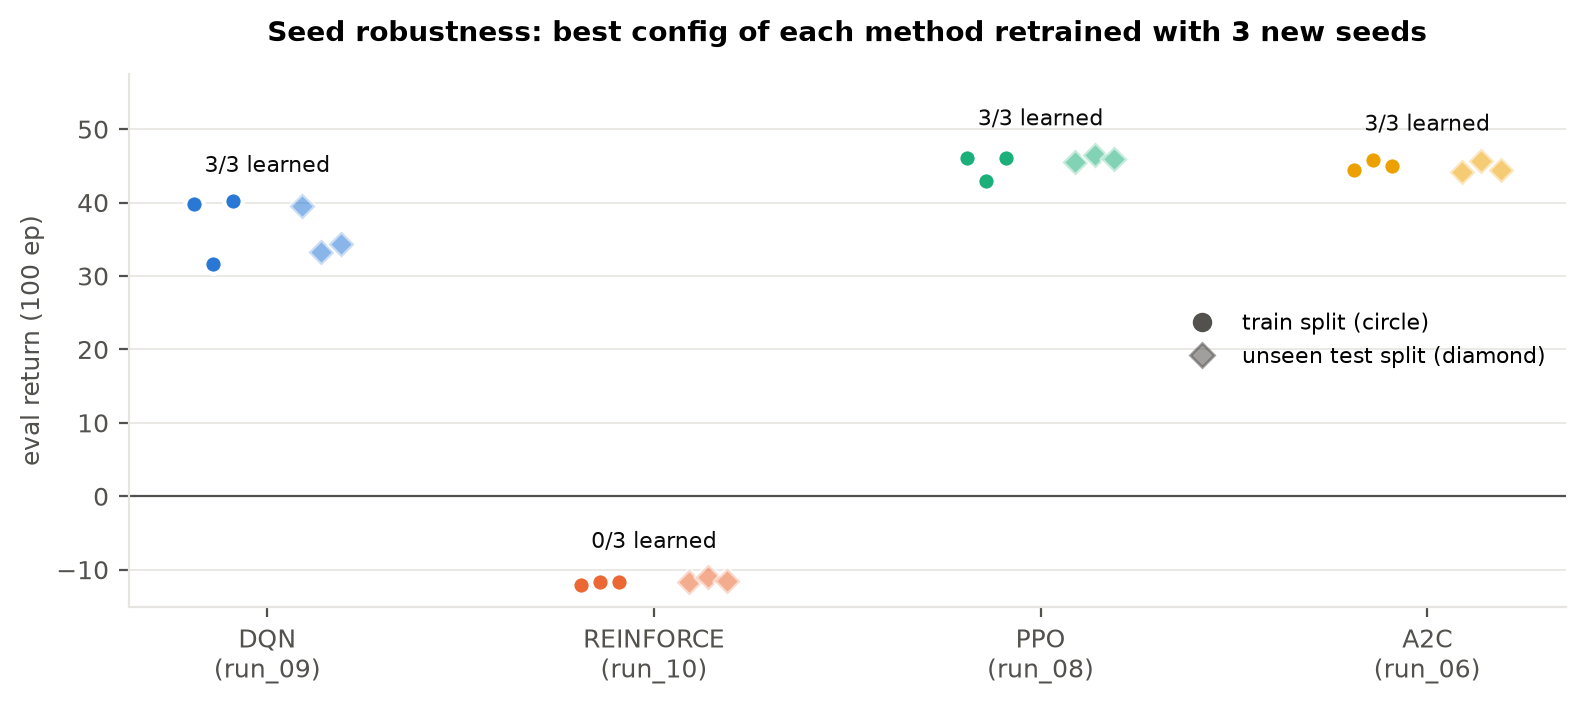 Seed robustness: best config of each method retrained with 3 new seeds
eval return (100 ep)
50
40
30
20
10
0
−10
3/3 learned
0/3 learned
3/3 learned
3/3 learned
train split (circle)
unseen test split (diamond)
DQN
(run_09)
REINFORCE
(run_10)
PPO
(run_08)
A2C
(run_06)